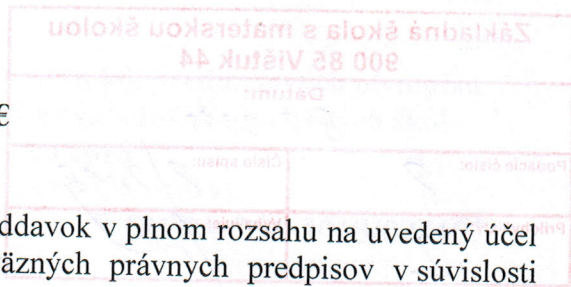 Základná škola s materskou školou
900 85 Vištuk 44
Dátum:
€
Podacie číslo:
Číslo spisu:
ddavok v plnom rozsahu na uvedený účel
äzných právnych predpisov v súvislosti